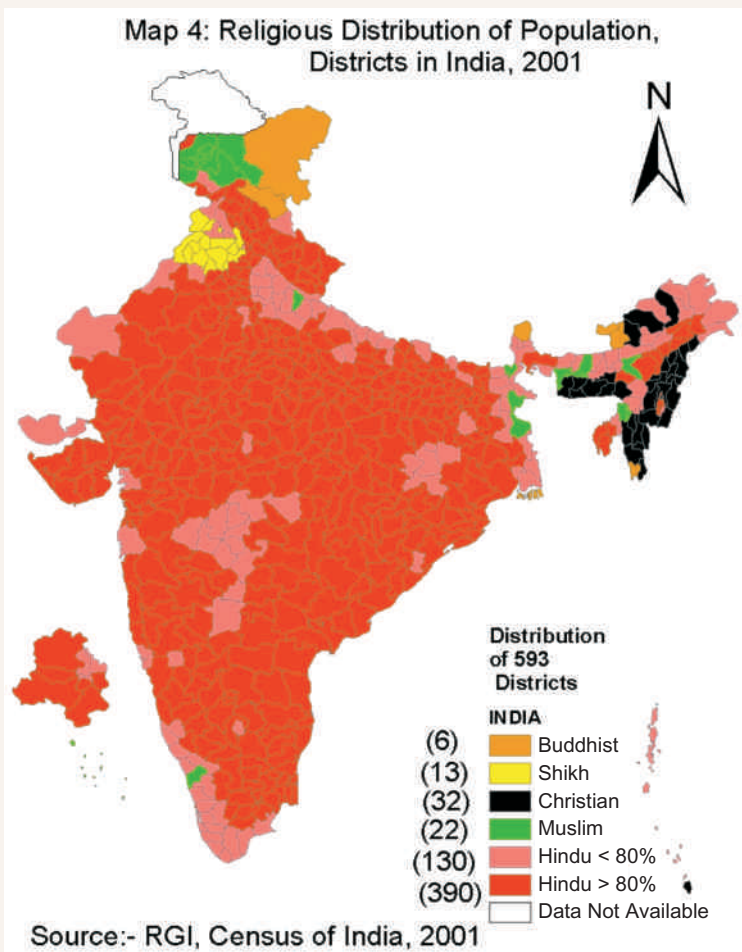 Map 4: Religious Distribution of Population,
Districts in India, 2001
N
Distribution
of 593
Districts
INDIA
(6) Buddhist
(13) Shikh
(32) Christian
(22) Muslim
(130) Hindu < 80%
(390) Hindu > 80%
Data Not Available
Source:- RGI, Census of India, 2001